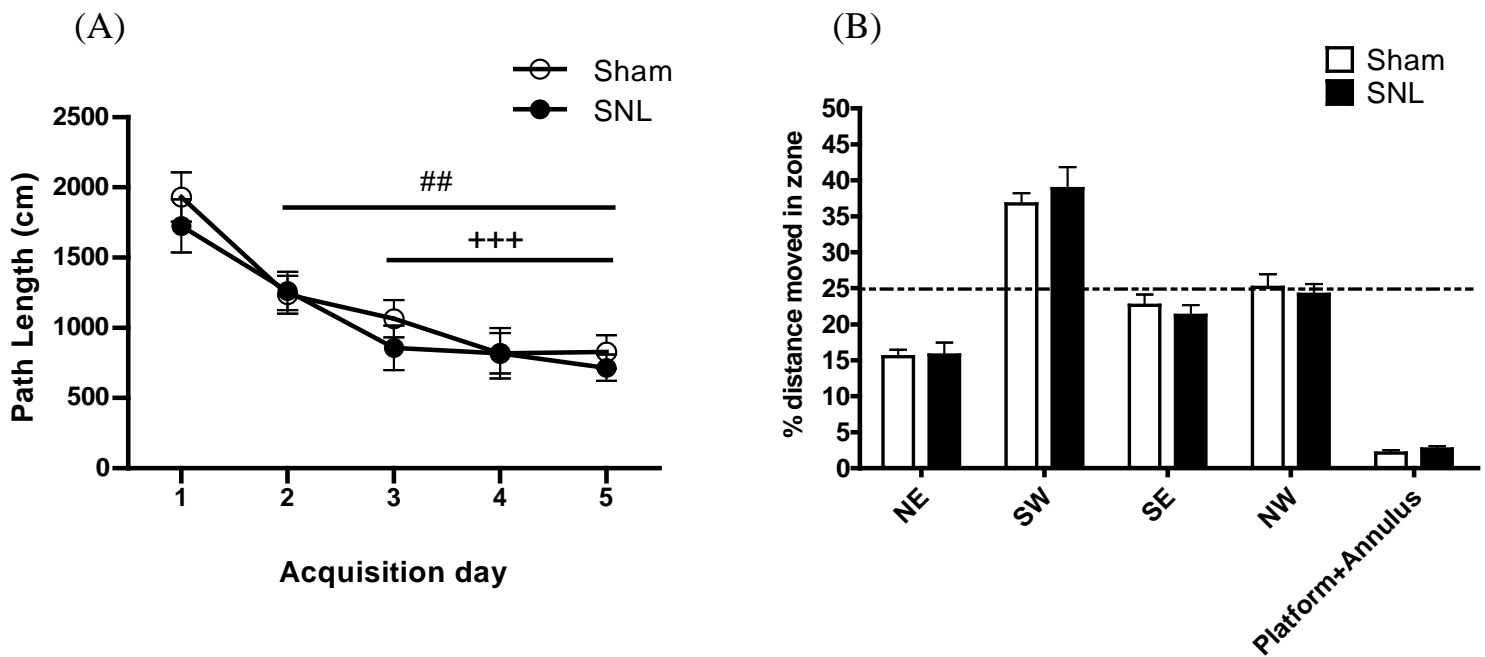 (A)
Sham
SNL
2500
2000
1500
1000
500
0
Path Length (cm)
##
+++
1 2 3 4 5
Acquisition day
(B)
Sham
SNL
50
45
40
35
30
25
20
15
10
5
0
% distance moved in zone
NE
SW
SE
NW
Platform+Annulus